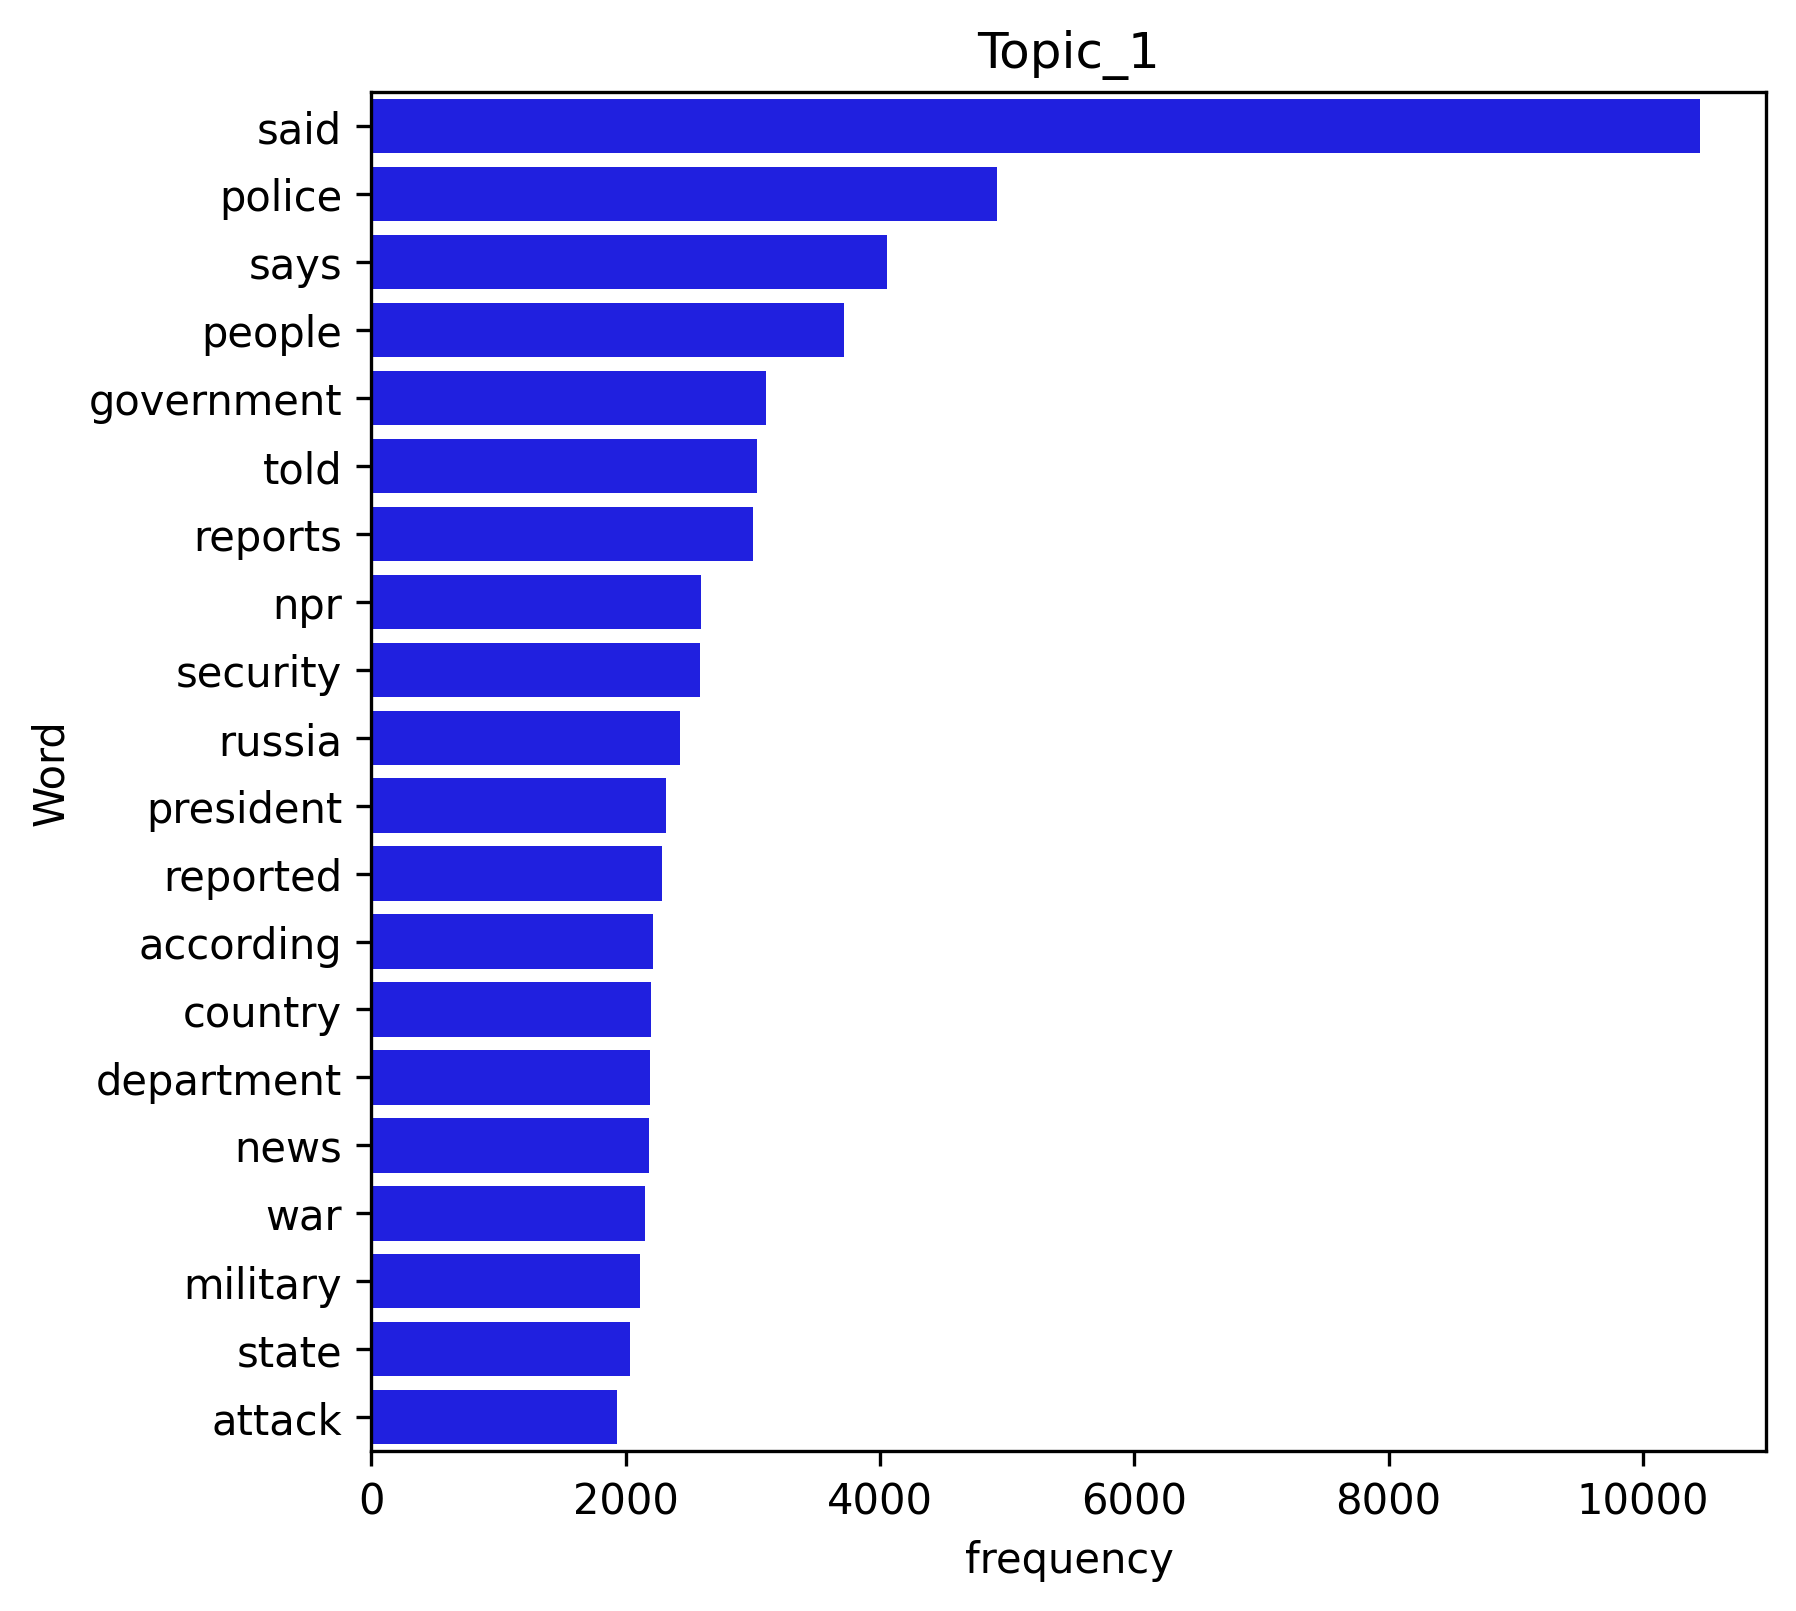 Topic_1
said
police
says
people
government
told
reports
npr
security
russia
president
reported
according
country
department
news
war
military
state
attack
Word
0 2000 4000 6000 8000 10000
frequency